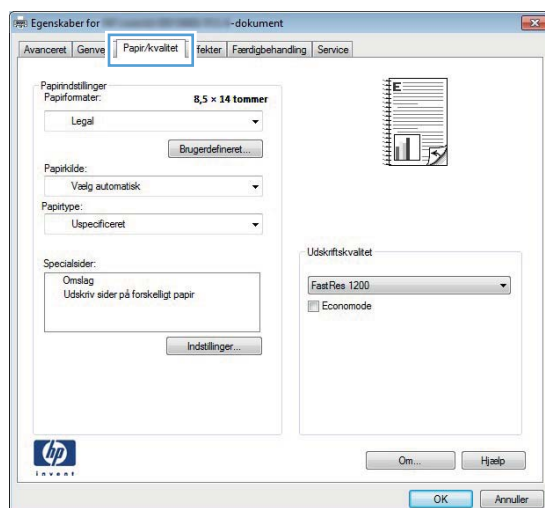 Egenskaber for -dokument
Avanceret Genve Papir/kvalitet fekter Færdigbehandling Service
Papirindstillinger
Papirformater: 8,5 × 14 tommer
Legal
Brugerdefineret...
Papirkilde:
Vælg automatisk
Papirtype:
Uspecificeret
Specialsider:
Omslag
Udskriv sider på forskelligt papir
Indstillinger...
E
Udskriftskvalitet
FastRes 1200
Economode
hp
invent
Om... Hjælp
OK Annuller